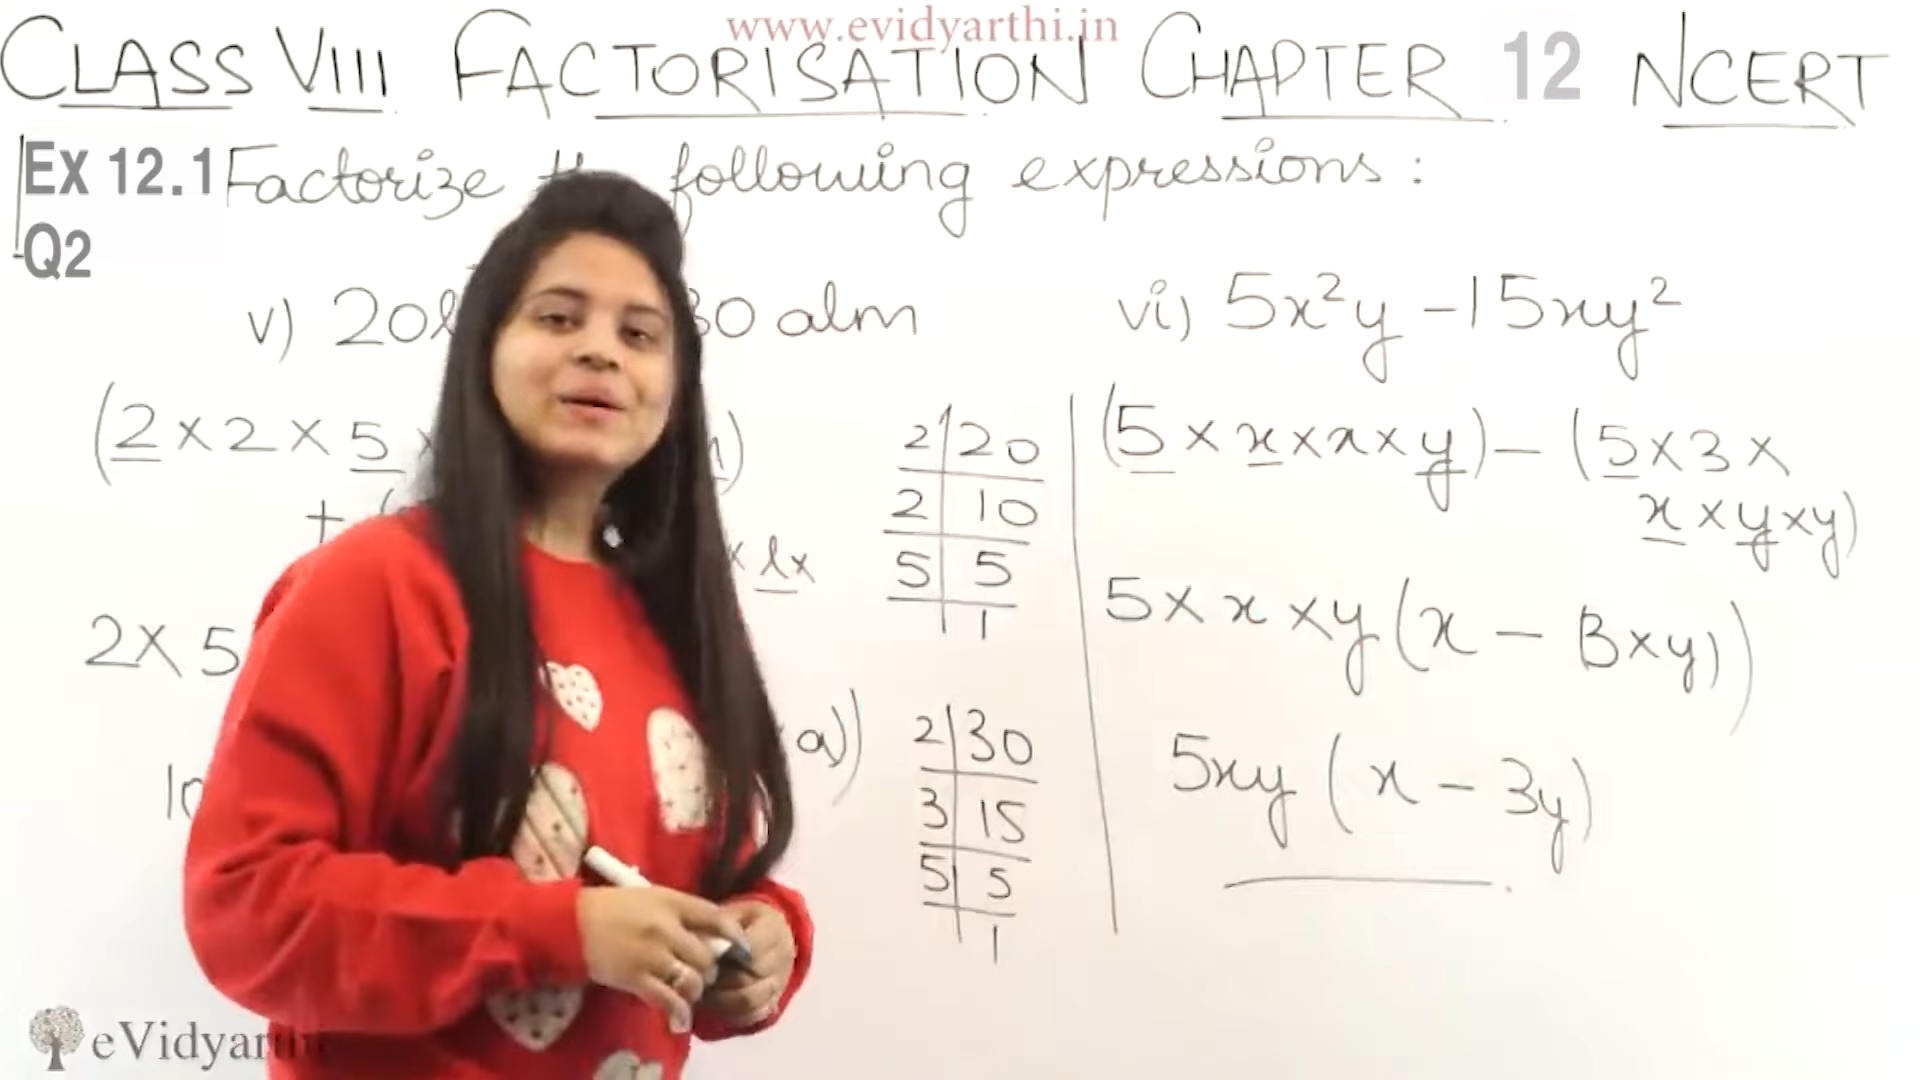 www.evidyarthi.in
CLASS VIII FACTORISATION CHAPTER 12 NCERT
Ex 12.1 Factorize following expressions :
Q2
v) 20l 30 alm
vi) 5x²y - 15xy²
(2 × 2 × 5 ×
+ (
× l ×
2 × 5
a))
10
2 | 20
2 | 10
5 | 5
1
2 | 30
3 | 15
5 | 5
1
(5 × x × x × y) - (5 × 3 ×
x × y × y)
5 × x × y (x - (3 × y))
5xy (x - 3y)
eVidyarthi